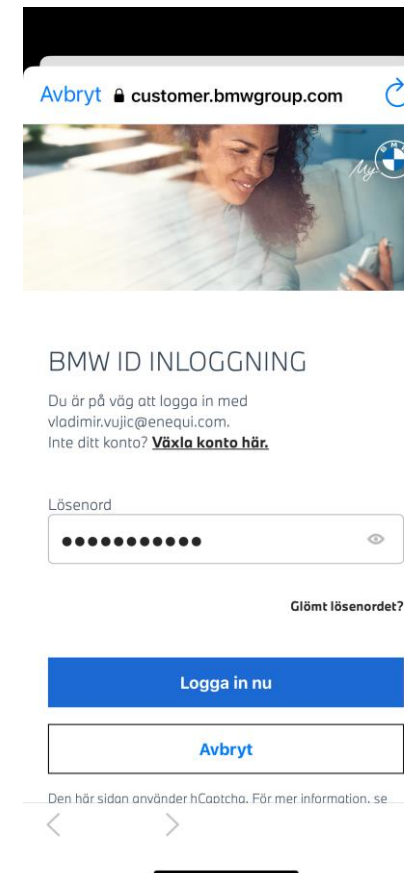 Avbryt customer.bmwgroup.com
My BMW
BMW ID INLOGGNING
Du är på väg att logga in med
vladimir.vujic@enequi.com.
Inte ditt konto? Växla konto här.
Lösenord
●●●●●●●●●●●
Glömt lösenordet?
Logga in nu
Avbryt
Den här sidan använder hCaptcha. För mer information, se